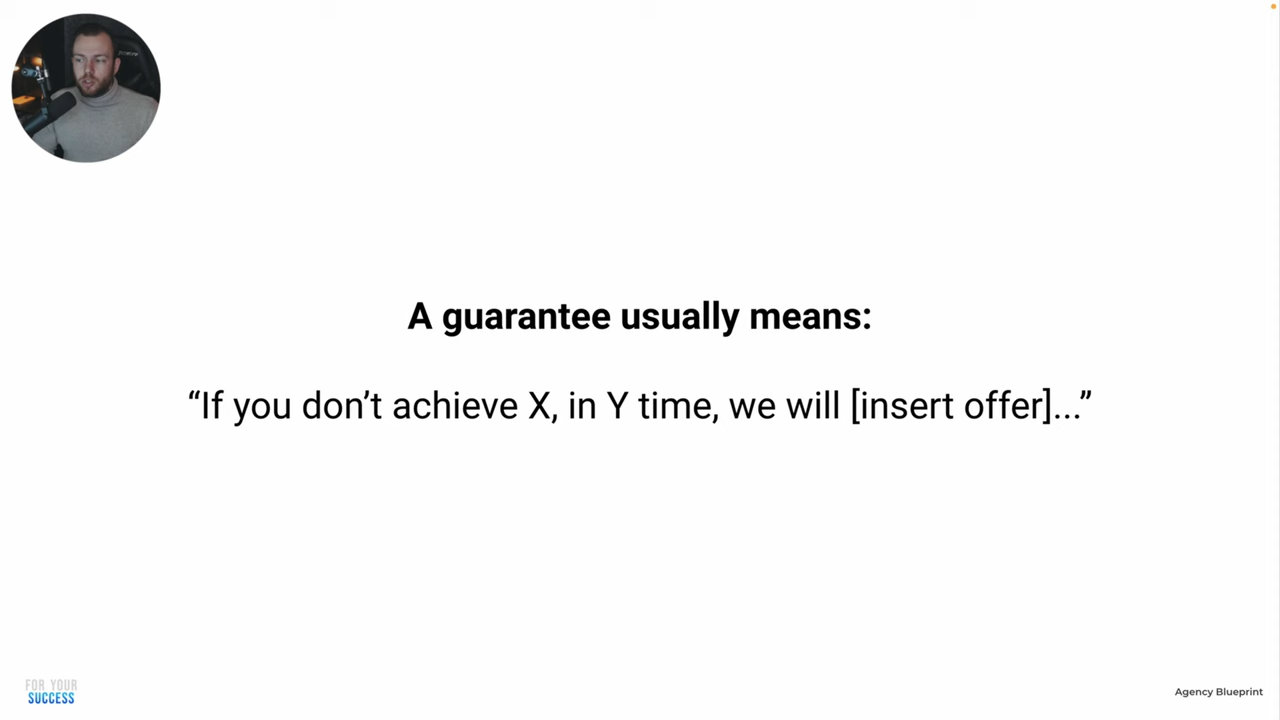 A guarantee usually means:
“If you don’t achieve X, in Y time, we will [insert offer]...”
FOR YOUR
SUCCESS
Agency Blueprint